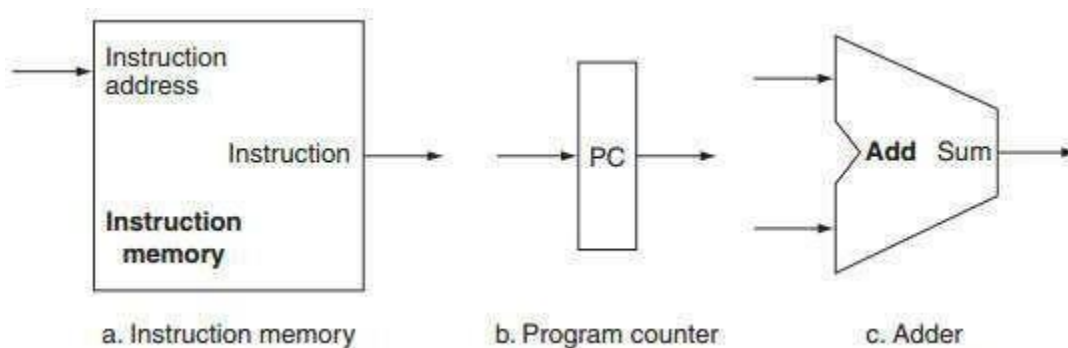 Instruction
address
Instruction
Instruction
memory
PC
Add Sum
a. Instruction memory
b. Program counter
c. Adder